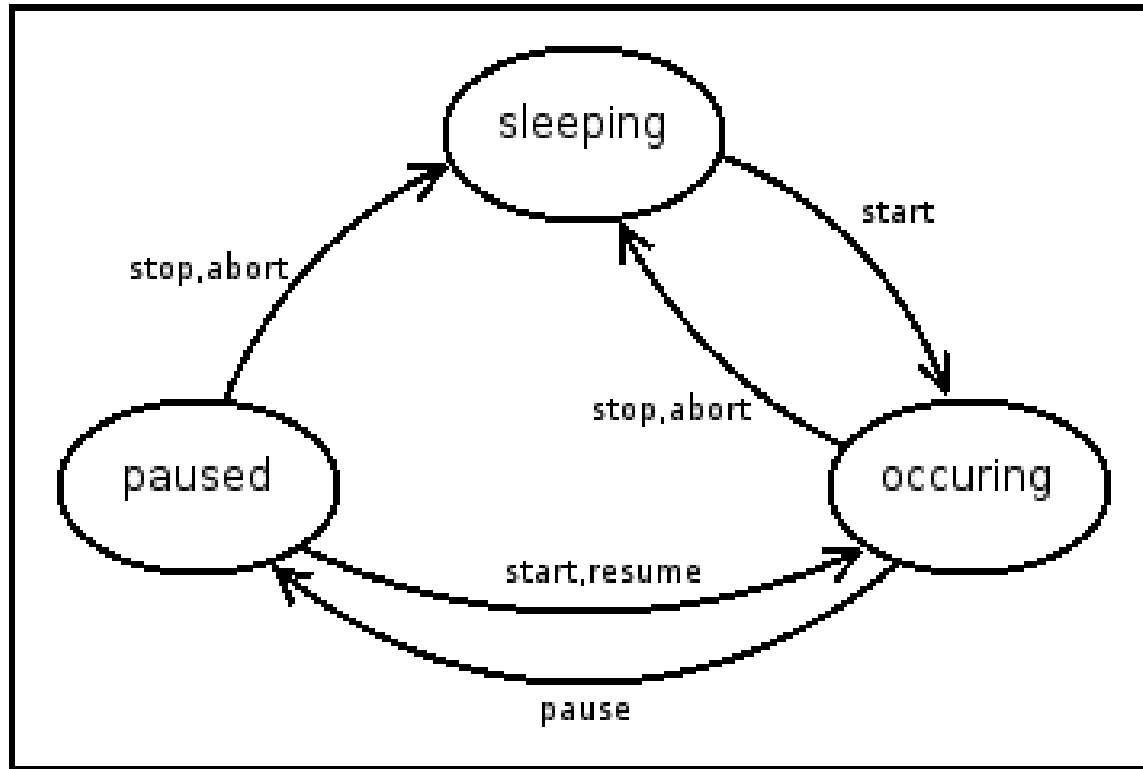 sleeping
start
stop,abort
stop,abort
paused
occuring
start,resume
pause